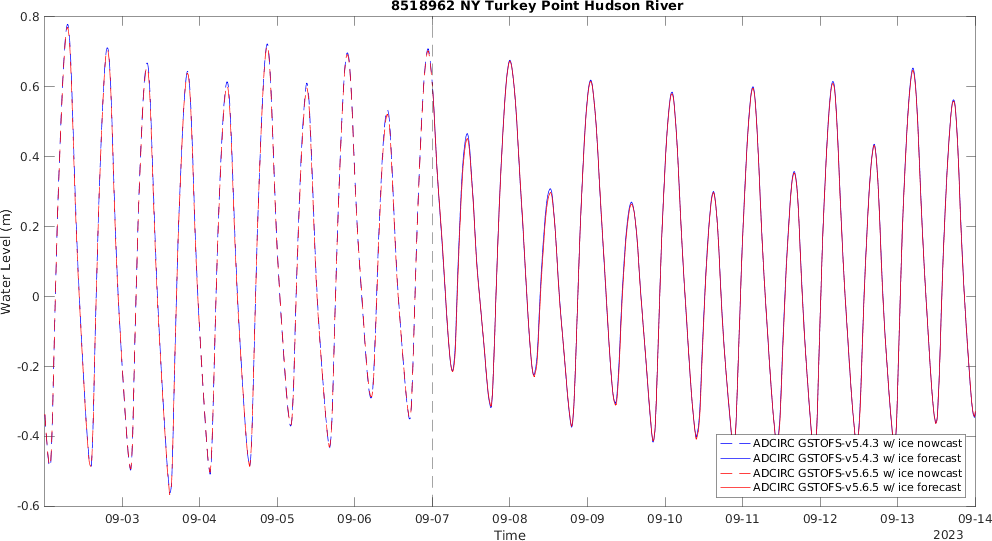 8518962 NY Turkey Point Hudson River
0.8
0.6
0.4
0.2
0
-0.2
-0.4
-0.6
Water Level (m)
ADCIRC GSTOFS-v5.4.3 w/ ice nowcast
ADCIRC GSTOFS-v5.4.3 w/ ice forecast
ADCIRC GSTOFS-v5.6.5 w/ ice nowcast
ADCIRC GSTOFS-v5.6.5 w/ ice forecast
09-03 09-04 09-05 09-06 09-07 09-08 09-09 09-10 09-11 09-12 09-13 09-14
Time
2023